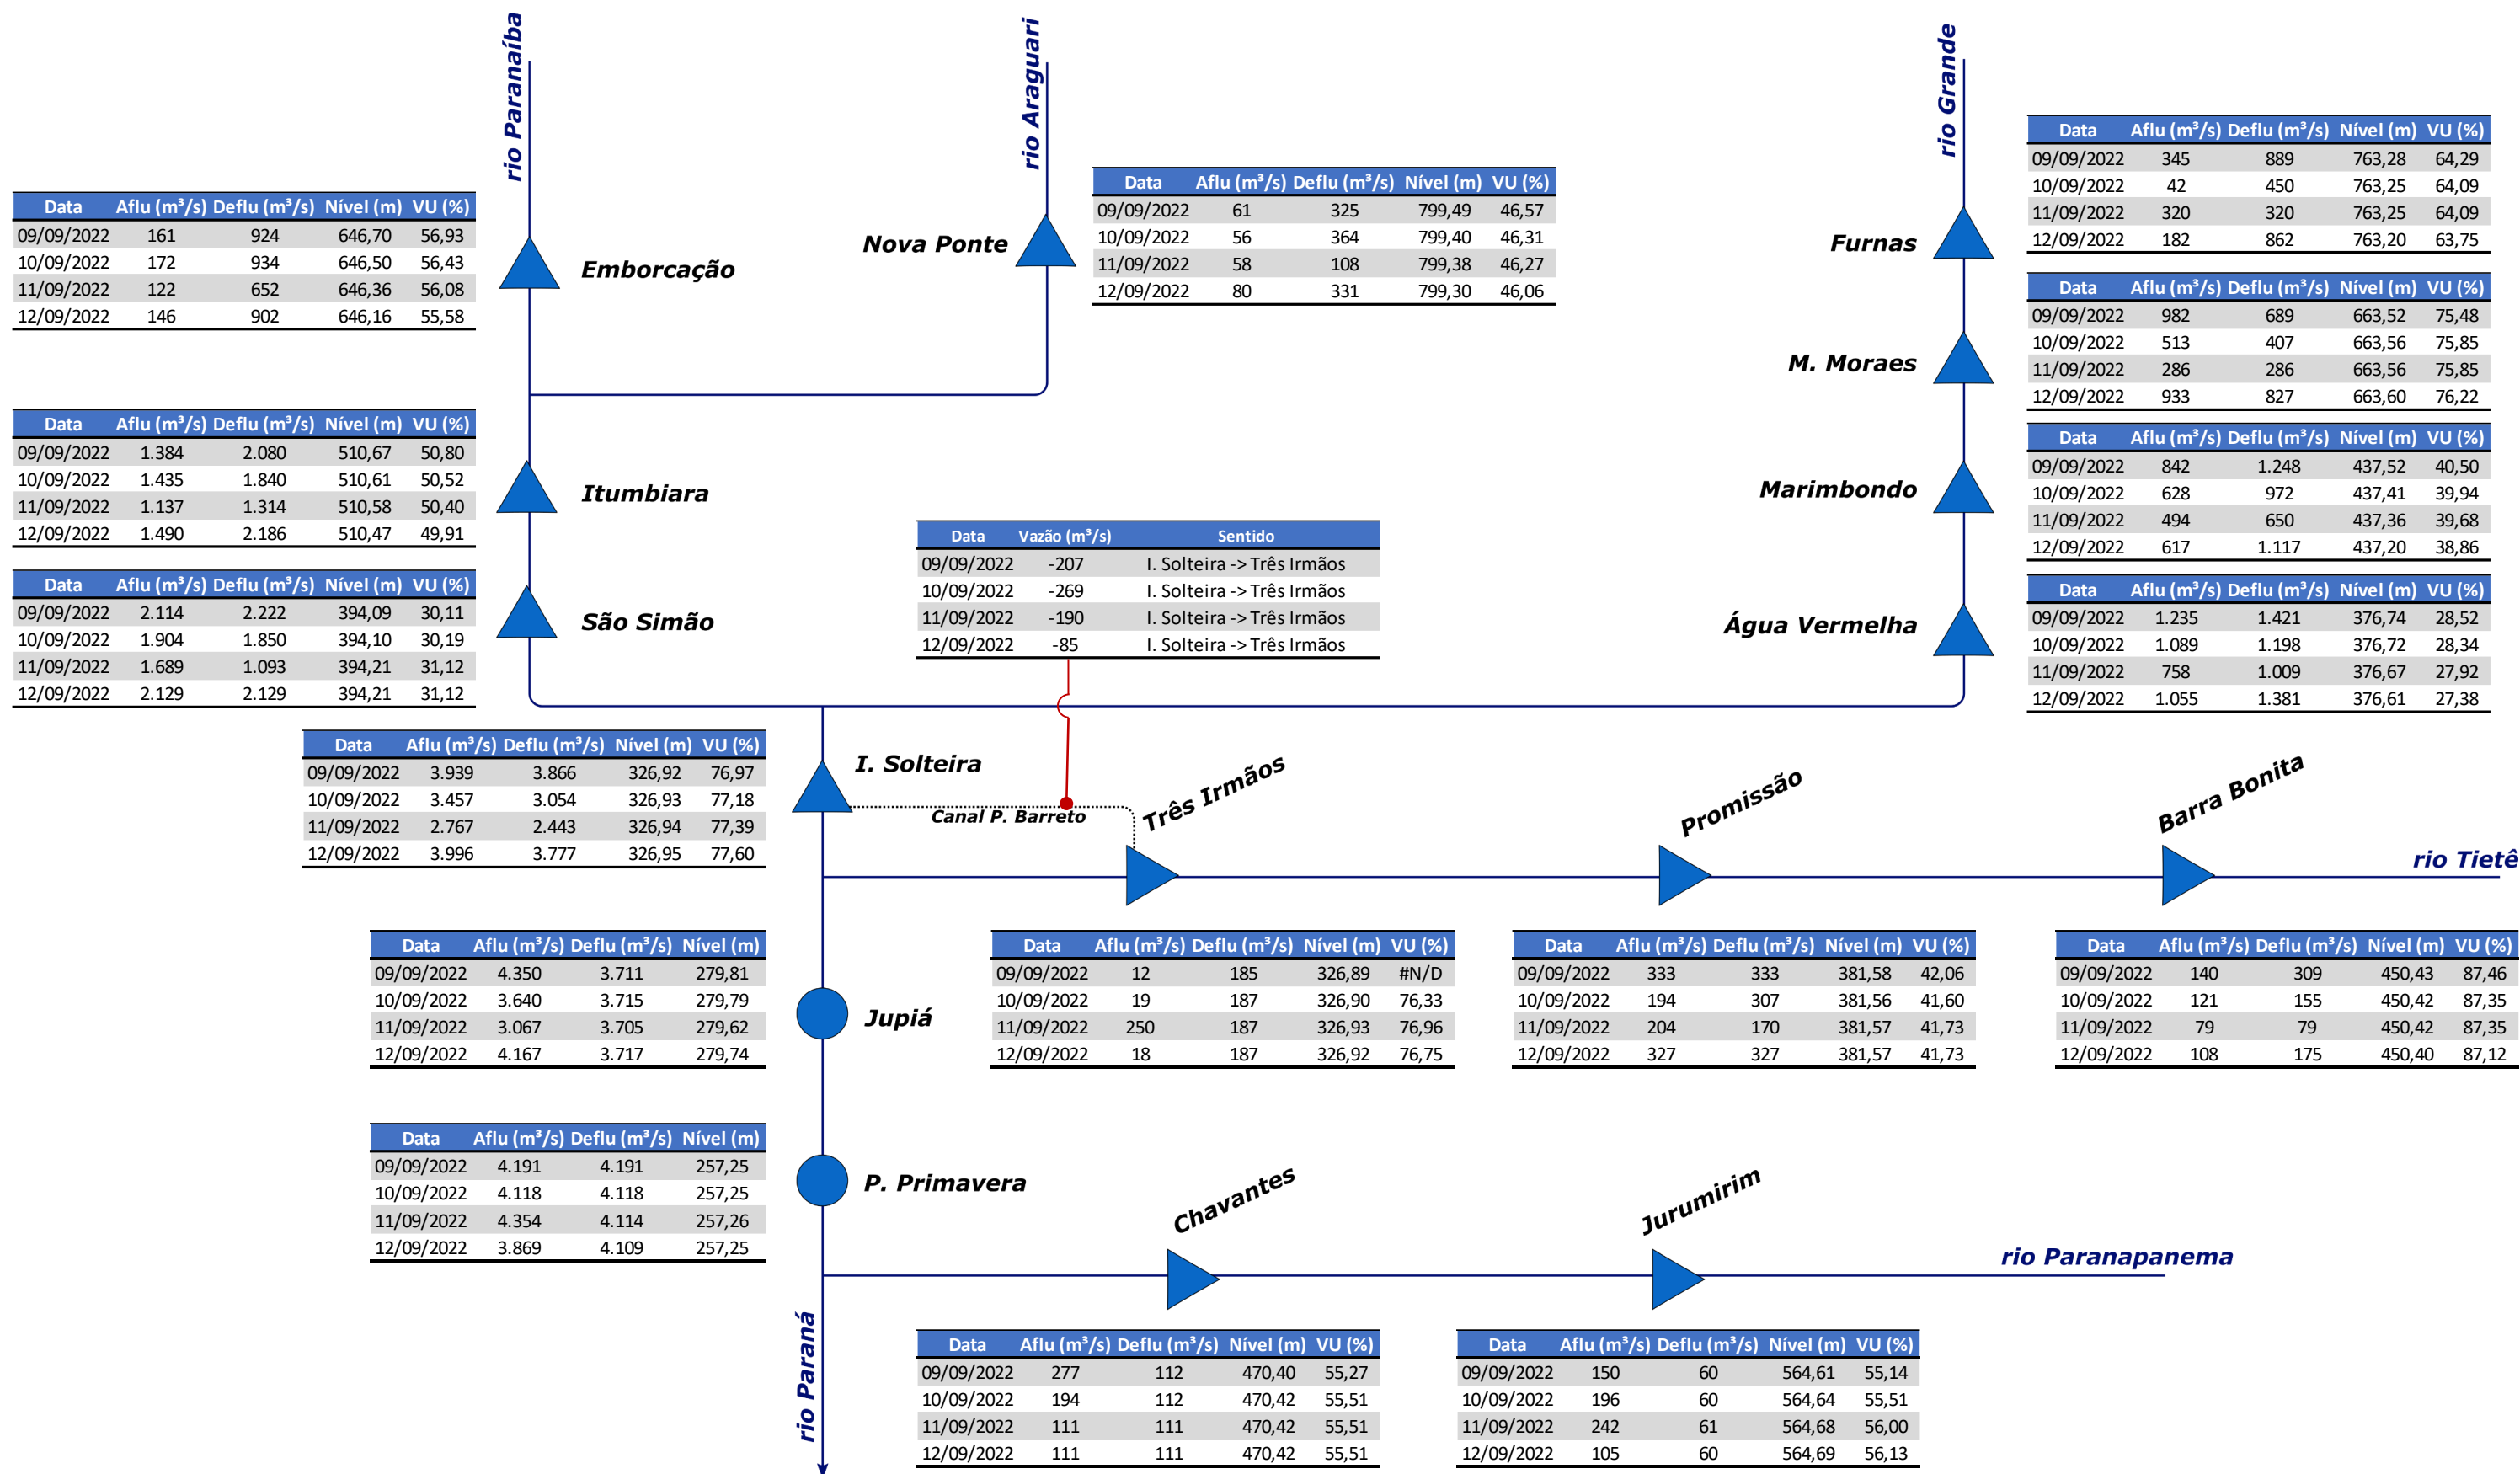 rio Paranaíba
rio Araguari
rio Grande
Data Aflu (m³/s) Deflu (m³/s) Nível (m) VU (%)
09/09/2022 161 924 646,70 56,93
10/09/2022 172 934 646,50 56,43
11/09/2022 122 652 646,36 56,08
12/09/2022 146 902 646,16 55,58
Emborcação
Nova Ponte
Data Aflu (m³/s) Deflu (m³/s) Nível (m) VU (%)
09/09/2022 61 325 799,49 46,57
10/09/2022 56 364 799,40 46,31
11/09/2022 58 108 799,38 46,27
12/09/2022 80 331 799,30 46,06
Furnas
Data Aflu (m³/s) Deflu (m³/s) Nível (m) VU (%)
09/09/2022 345 889 763,28 64,29
10/09/2022 42 450 763,25 64,09
11/09/2022 320 320 763,25 64,09
12/09/2022 182 862 763,20 63,75
M. Moraes
Data Aflu (m³/s) Deflu (m³/s) Nível (m) VU (%)
09/09/2022 982 689 663,52 75,48
10/09/2022 513 407 663,56 75,85
11/09/2022 286 286 663,56 75,85
12/09/2022 933 827 663,60 76,22
Data Aflu (m³/s) Deflu (m³/s) Nível (m) VU (%)
09/09/2022 1.384 2.080 510,67 50,80
10/09/2022 1.435 1.840 510,61 50,52
11/09/2022 1.137 1.314 510,58 50,40
12/09/2022 1.490 2.186 510,47 49,91
Itumbiara
Marimbondo
Data Aflu (m³/s) Deflu (m³/s) Nível (m) VU (%)
09/09/2022 842 1.248 437,52 40,50
10/09/2022 628 972 437,41 39,94
11/09/2022 494 650 437,36 39,68
12/09/2022 617 1.117 437,20 38,86
Data Aflu (m³/s) Deflu (m³/s) Nível (m) VU (%)
09/09/2022 2.114 2.222 394,09 30,11
10/09/2022 1.904 1.850 394,10 30,19
11/09/2022 1.689 1.093 394,21 31,12
12/09/2022 2.129 2.129 394,21 31,12
São Simão
Data Vazão (m³/s) Sentido
09/09/2022 -207 I. Solteira -> Três Irmãos
10/09/2022 -269 I. Solteira -> Três Irmãos
11/09/2022 -190 I. Solteira -> Três Irmãos
12/09/2022 -85 I. Solteira -> Três Irmãos
Água Vermelha
Data Aflu (m³/s) Deflu (m³/s) Nível (m) VU (%)
09/09/2022 1.235 1.421 376,74 28,52
10/09/2022 1.089 1.198 376,72 28,34
11/09/2022 758 1.009 376,67 27,92
12/09/2022 1.055 1.381 376,61 27,38
Data Aflu (m³/s) Deflu (m³/s) Nível (m) VU (%)
09/09/2022 3.939 3.866 326,92 76,97
10/09/2022 3.457 3.054 326,93 77,18
11/09/2022 2.767 2.443 326,94 77,39
12/09/2022 3.996 3.777 326,95 77,60
I. Solteira
Canal P. Barreto
Três Irmãos
Promissão
Barra Bonita
rio Tietê
Data Aflu (m³/s) Deflu (m³/s) Nível (m)
09/09/2022 4.350 3.711 279,81
10/09/2022 3.640 3.715 279,79
11/09/2022 3.067 3.705 279,62
12/09/2022 4.167 3.717 279,74
Jupiá
Data Aflu (m³/s) Deflu (m³/s) Nível (m) VU (%)
09/09/2022 12 185 326,89 #N/D
10/09/2022 19 187 326,90 76,33
11/09/2022 250 187 326,93 76,96
12/09/2022 18 187 326,92 76,75
Data Aflu (m³/s) Deflu (m³/s) Nível (m) VU (%)
09/09/2022 333 333 381,58 42,06
10/09/2022 194 307 381,56 41,60
11/09/2022 204 170 381,57 41,73
12/09/2022 327 327 381,57 41,73
Data Aflu (m³/s) Deflu (m³/s) Nível (m) VU (%)
09/09/2022 140 309 450,43 87,46
10/09/2022 121 155 450,42 87,35
11/09/2022 79 79 450,42 87,35
12/09/2022 108 175 450,40 87,12
Data Aflu (m³/s) Deflu (m³/s) Nível (m)
09/09/2022 4.191 4.191 257,25
10/09/2022 4.118 4.118 257,25
11/09/2022 4.354 4.114 257,26
12/09/2022 3.869 4.109 257,25
P. Primavera
Chavantes
Jurumirim
rio Paranapanema
rio Paraná
Data Aflu (m³/s) Deflu (m³/s) Nível (m) VU (%)
09/09/2022 277 112 470,40 55,27
10/09/2022 194 112 470,42 55,51
11/09/2022 111 111 470,42 55,51
12/09/2022 111 111 470,42 55,51
Data Aflu (m³/s) Deflu (m³/s) Nível (m) VU (%)
09/09/2022 150 60 564,61 55,14
10/09/2022 196 60 564,64 55,51
11/09/2022 242 61 564,68 56,00
12/09/2022 105 60 564,69 56,13